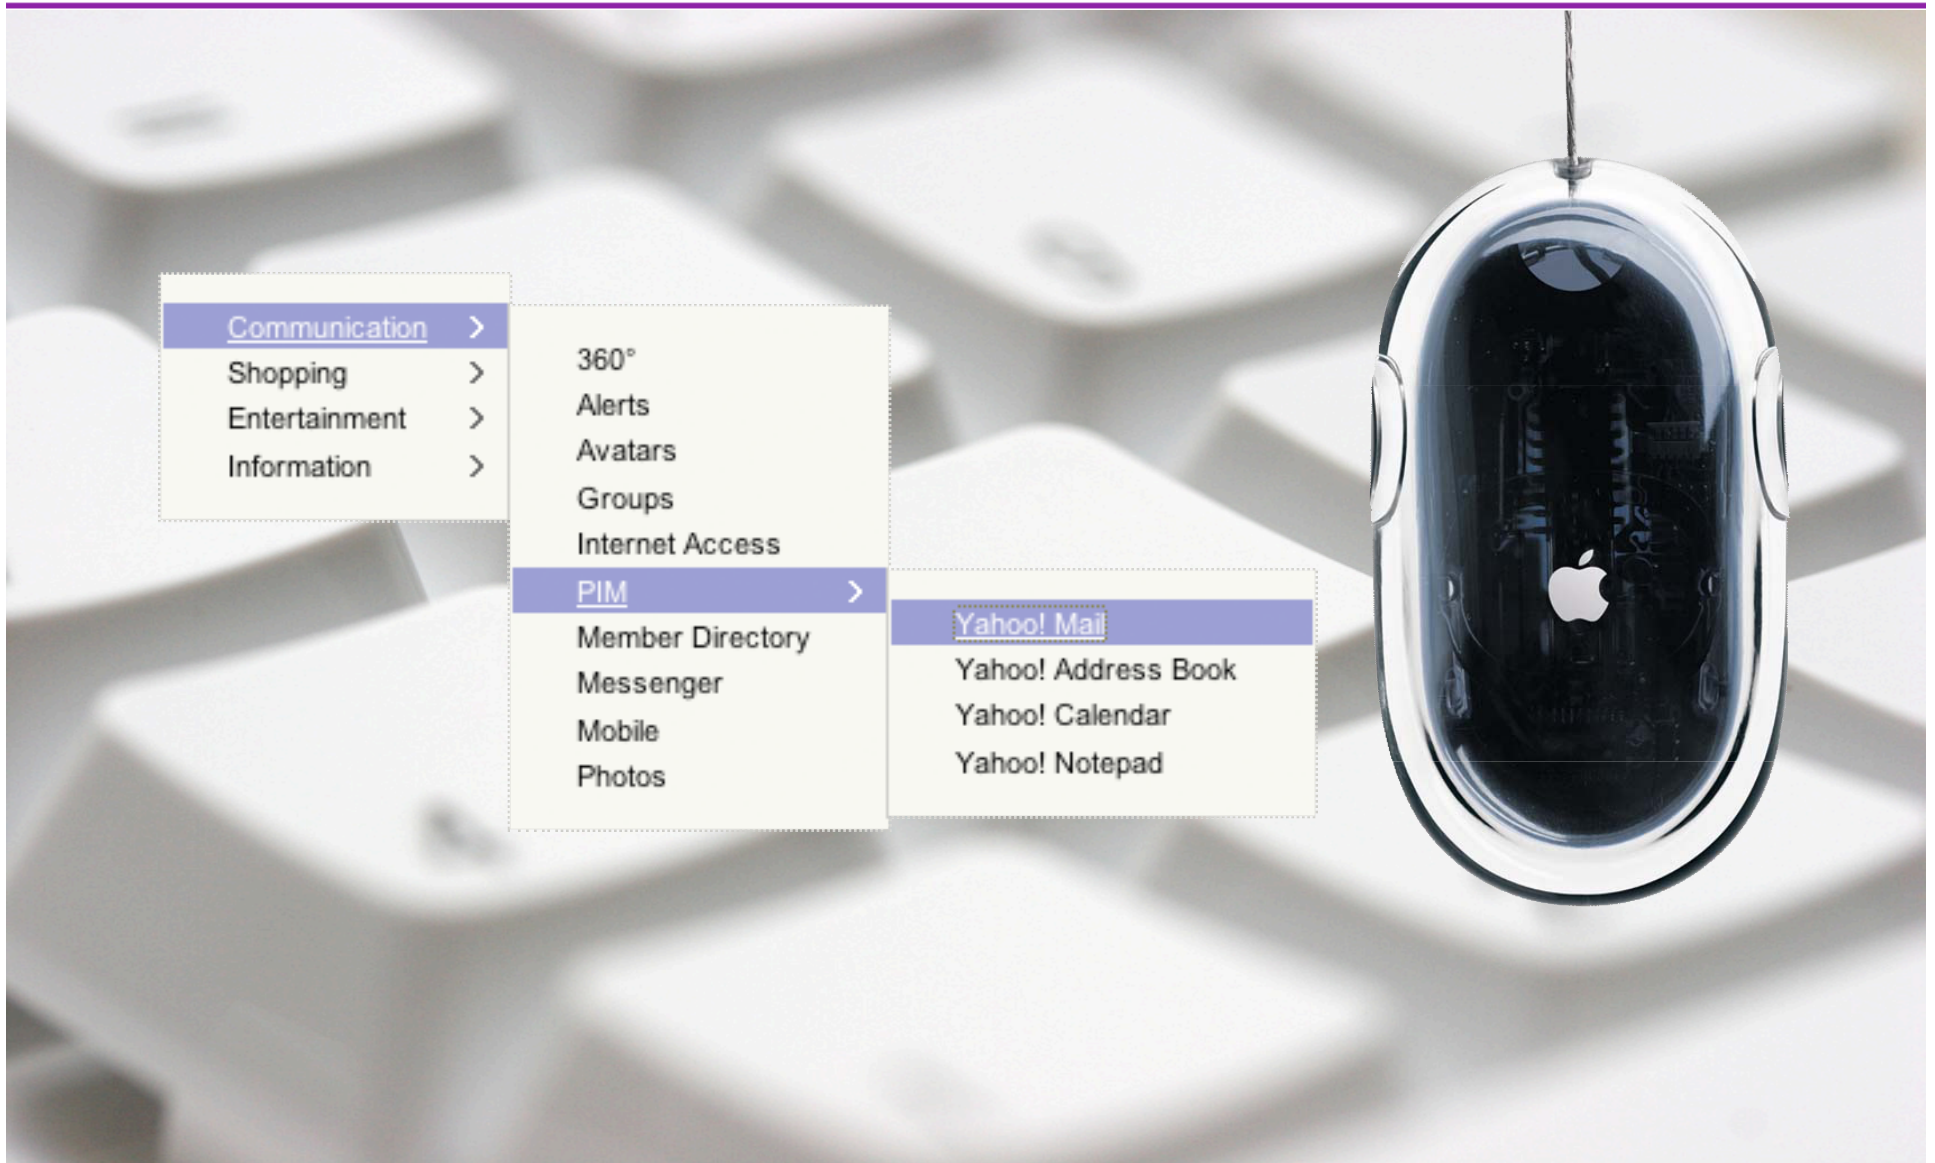 Communication
Shopping
Entertainment
Information
360°
Alerts
Avatars
Groups
Internet Access
PIM
Member Directory
Messenger
Mobile
Photos
Yahoo! Mail
Yahoo! Address Book
Yahoo! Calendar
Yahoo! Notepad